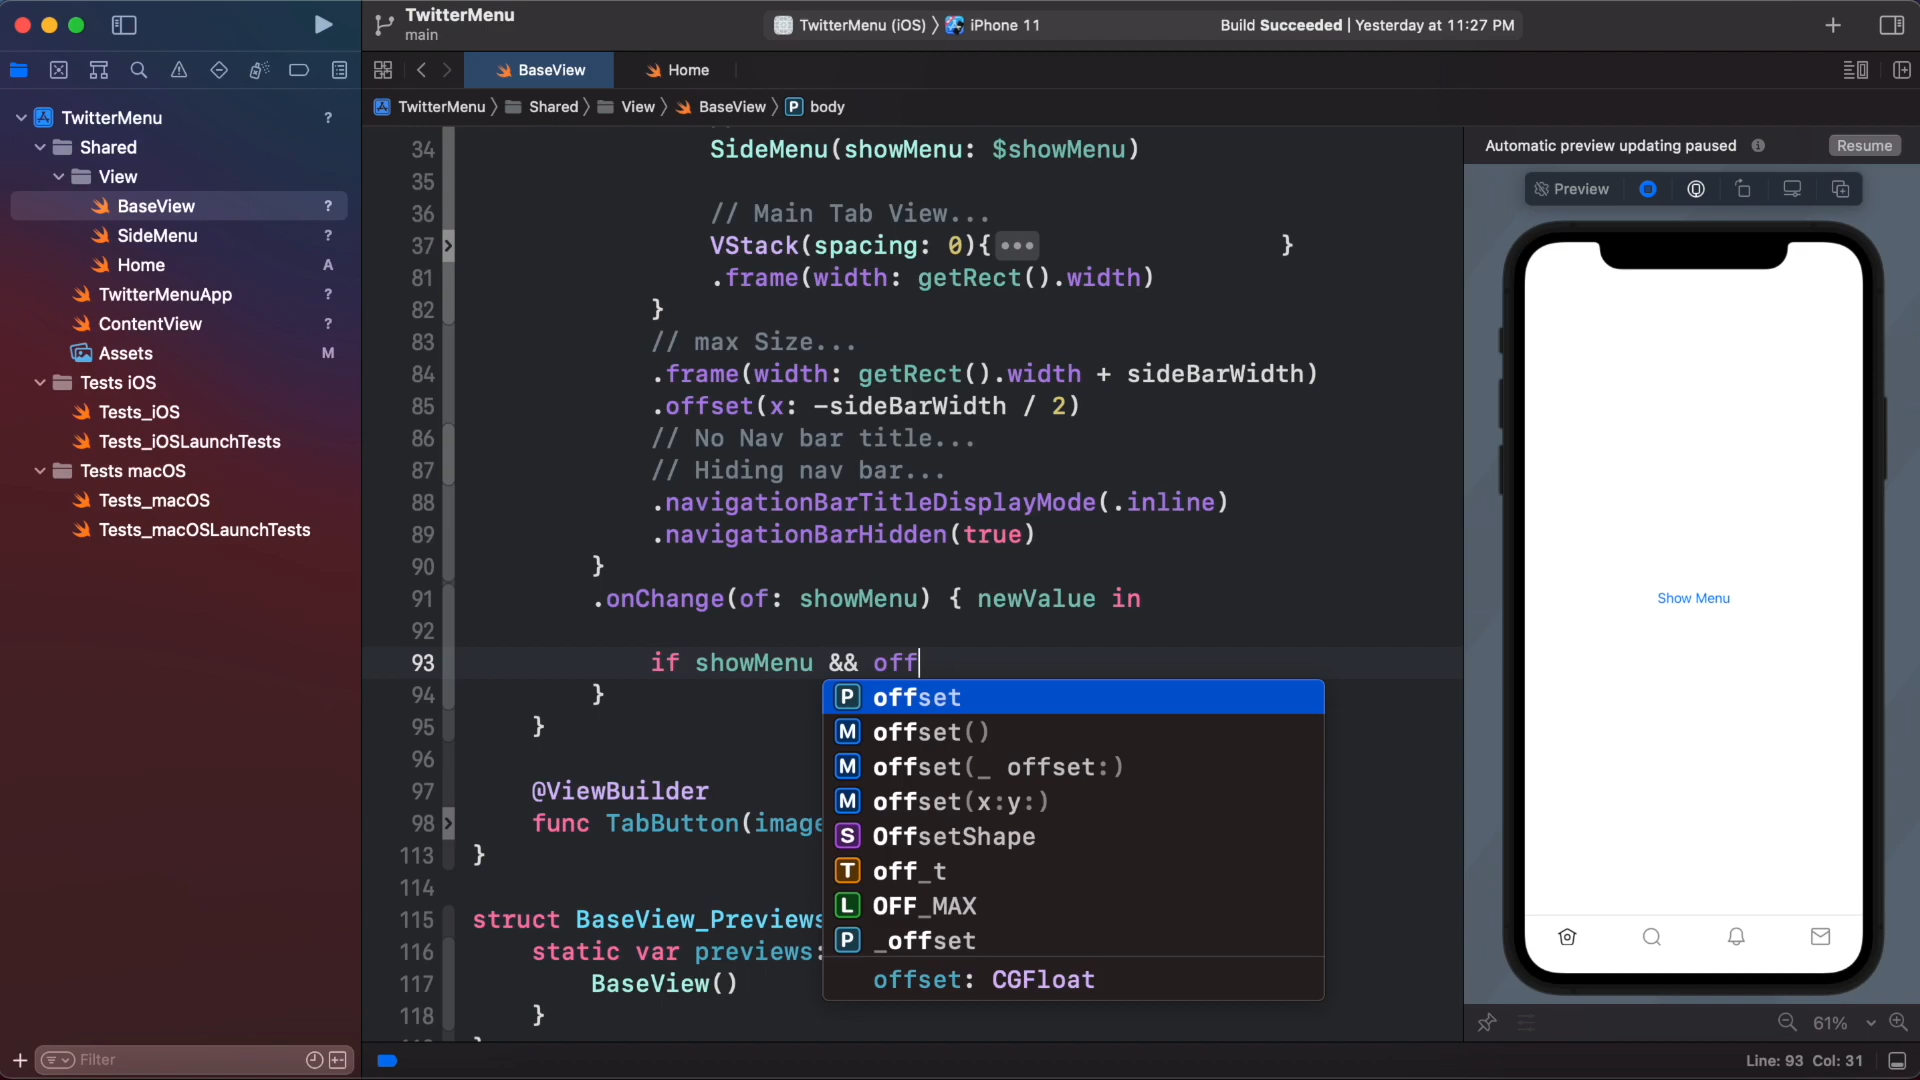 TwitterMenu
main
TwitterMenu (iOS) 〉 iPhone 11
Build Succeeded | Yesterday at 11:27 PM
BaseView
Home
TwitterMenu 〉 Shared 〉 View 〉 BaseView 〉 P body
TwitterMenu ?
Shared
View
BaseView ?
SideMenu ?
Home A
TwitterMenuApp ?
ContentView ?
Assets M
Tests iOS
Tests_iOS
Tests_iOSLaunchTests
Tests macOS
Tests_macOS
Tests_macOSLaunchTests
Filter
34 SideMenu(showMenu: $showMenu)
35
36 // Main Tab View...
37 VStack(spacing: 0){••• }
81 .frame(width: getRect().width)
82 }
83 // max Size...
84 .frame(width: getRect().width + sideBarWidth)
85 .offset(x: -sideBarWidth / 2)
86 // No Nav bar title...
87 // Hiding nav bar...
88 .navigationBarTitleDisplayMode(.inline)
89 .navigationBarHidden(true)
90 }
91 .onChange(of: showMenu) { newValue in
92
93 if showMenu && off
94 }
95 }
96
97 @ViewBuilder
98 func TabButton(image
113 }
114
115 struct BaseView_Previews
116 static var previews:
117 BaseView()
118 }
P offset
M offset()
M offset(_ offset:)
M offset(x:y:)
S OffsetShape
T off_t
L OFF_MAX
P _offset
offset: CGFloat
Automatic preview updating paused
Resume
Preview
Show Menu
61%
Line: 93 Col: 31